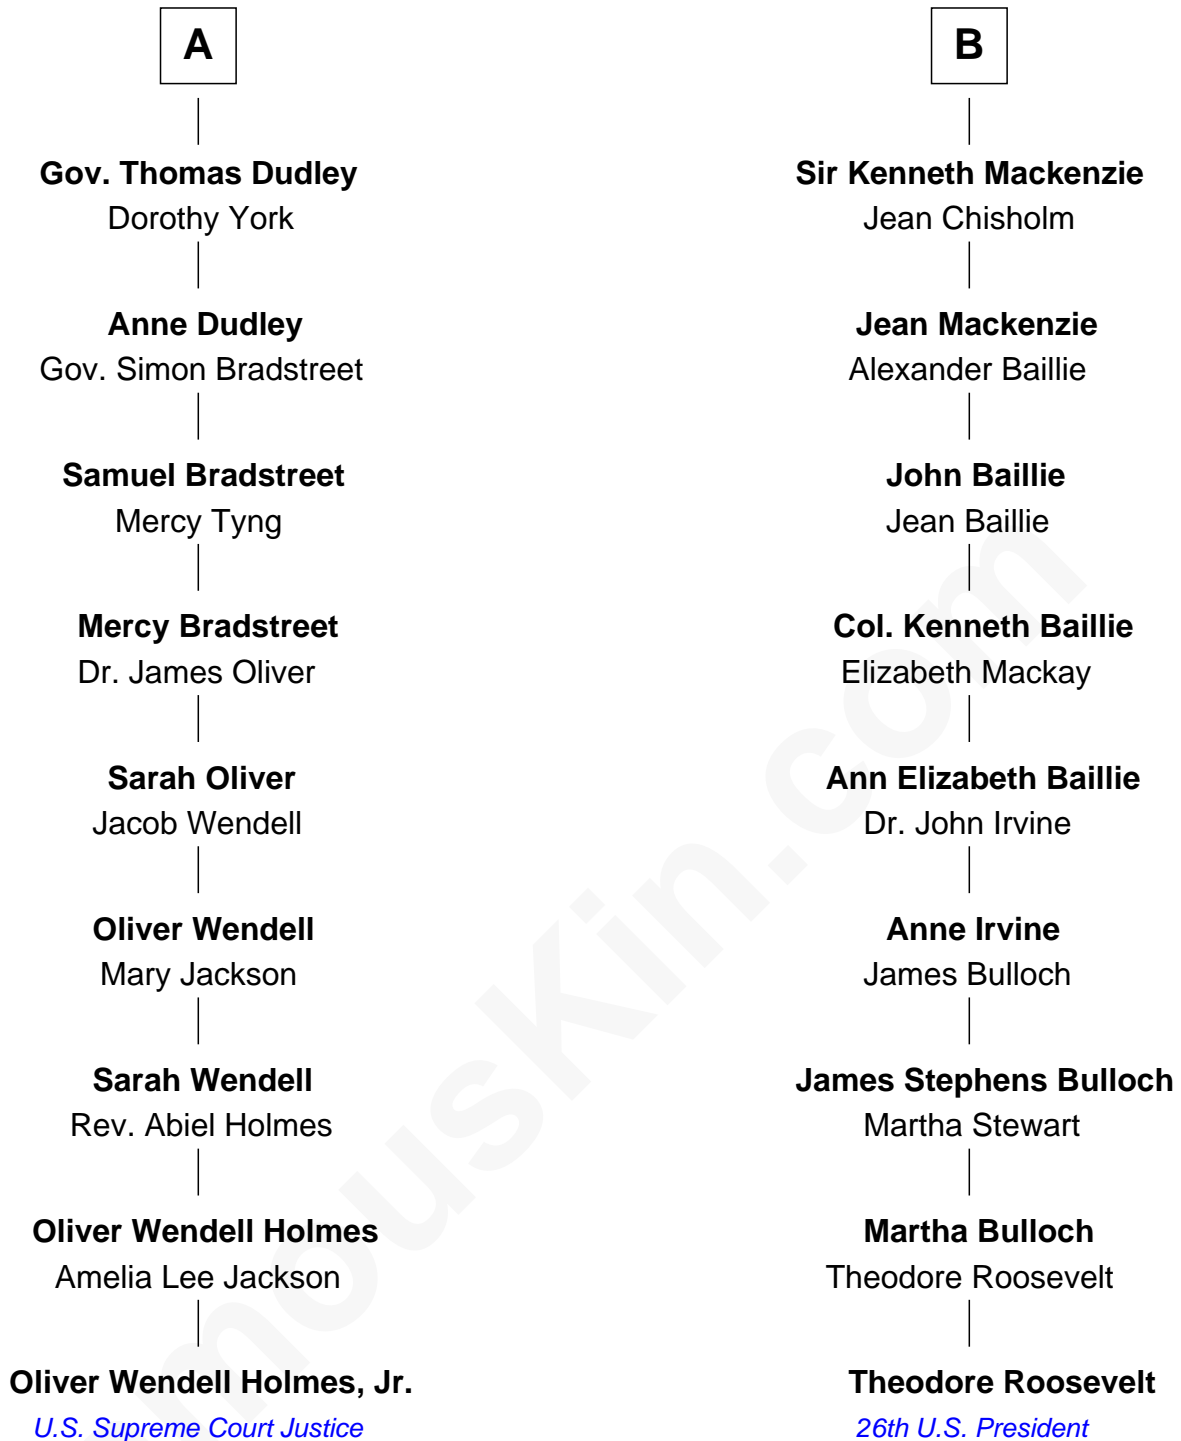 A
Gov. Thomas Dudley
Dorothy York
Anne Dudley
Gov. Simon Bradstreet
Samuel Bradstreet
Mercy Tyng
Mercy Bradstreet
Dr. James Oliver
Sarah Oliver
Jacob Wendell
Oliver Wendell
Mary Jackson
Sarah Wendell
Rev. Abiel Holmes
Oliver Wendell Holmes
Amelia Lee Jackson
Oliver Wendell Holmes, Jr.
U.S. Supreme Court Justice
B
Sir Kenneth Mackenzie
Jean Chisholm
Jean Mackenzie
Alexander Baillie
John Baillie
Jean Baillie
Col. Kenneth Baillie
Elizabeth Mackay
Ann Elizabeth Baillie
Dr. John Irvine
Anne Irvine
James Bulloch
James Stephens Bulloch
Martha Stewart
Martha Bulloch
Theodore Roosevelt
Theodore Roosevelt
26th U.S. President
mousKin.com